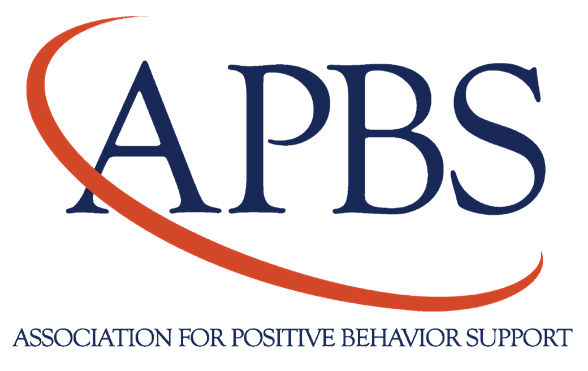 APBS
ASSOCIATION FOR POSITIVE BEHAVIOR SUPPORT